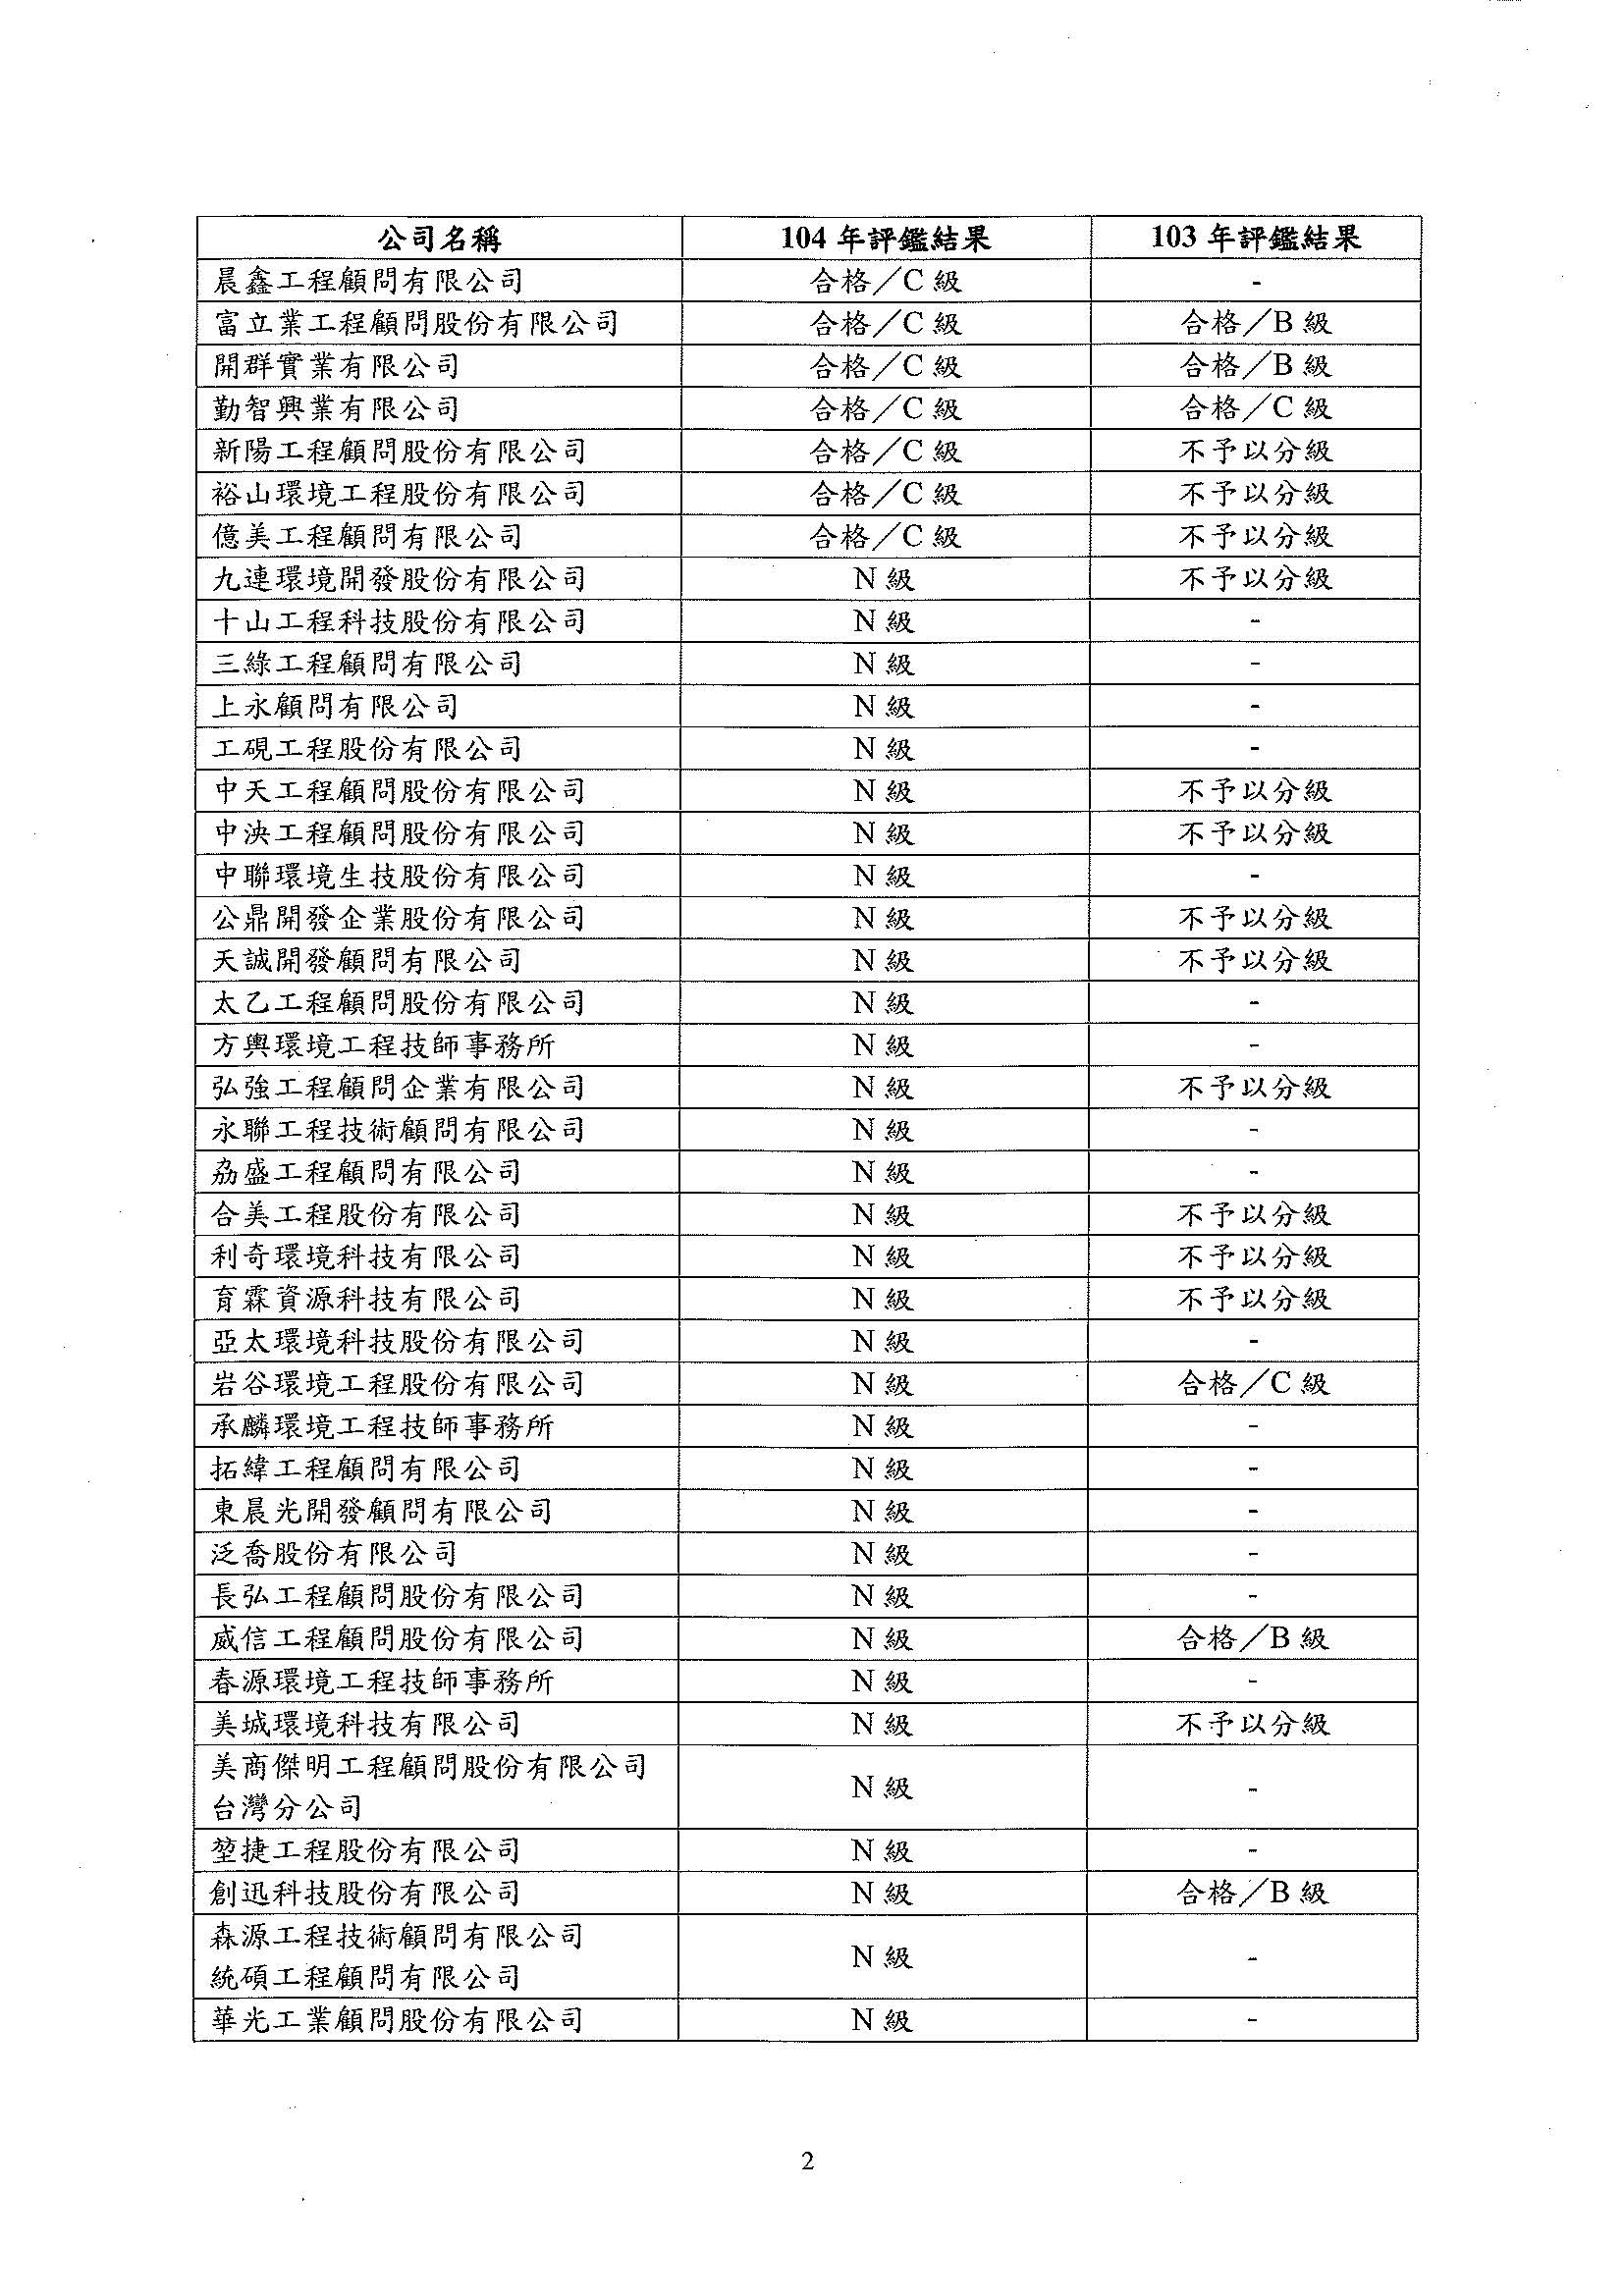 公司名稱 104 年評鑑結果 103 年評鑑結果
晨鑫工程顧問有限公司 合格／C 級 -
富立業工程顧問股份有限公司 合格／C 級 合格／B 級
開群實業有限公司 合格／C 級 合格／B 級
勤智興業有限公司 合格／C 級 合格／C 級
新陽工程顧問股份有限公司 合格／C 級 不予以分級
裕山環境工程股份有限公司 合格／C 級 不予以分級
億美工程顧問有限公司 合格／C 級 不予以分級
九連環境開發股份有限公司 N 級 不予以分級
十山工程科技股份有限公司 N 級 -
三綠工程顧問有限公司 N 級 -
上永顧問有限公司 N 級 -
工硯工程股份有限公司 N 級 -
中天工程顧問股份有限公司 N 級 不予以分級
中泱工程顧問股份有限公司 N 級 不予以分級
中聯環境生技股份有限公司 N 級 -
公鼎開發企業股份有限公司 N 級 不予以分級
天誠開發顧問有限公司 N 級 不予以分級
太乙工程顧問股份有限公司 N 級 -
方輿環境工程技師事務所 N 級 -
弘強工程顧問企業有限公司 N 級 不予以分級
永聯工程技術顧問有限公司 N 級 -
劦盛工程顧問有限公司 N 級 -
合美工程股份有限公司 N 級 不予以分級
利奇環境科技有限公司 N 級 不予以分級
育霖資源科技有限公司 N 級 不予以分級
亞太環境科技股份有限公司 N 級 -
岩谷環境工程股份有限公司 N 級 合格／C 級
承麟環境工程技師事務所 N 級 -
拓緯工程顧問有限公司 N 級 -
東晨光開發顧問有限公司 N 級 -
泛喬股份有限公司 N 級 -
長弘工程顧問股份有限公司 N 級 -
威信工程顧問股份有限公司 N 級 合格／B 級
春源環境工程技師事務所 N 級 -
美城環境科技有限公司 N 級 不予以分級
美商傑明工程顧問股份有限公司
台灣分公司 N 級 -
堃捷工程股份有限公司 N 級 -
創迅科技股份有限公司 N 級 合格／B 級
森源工程技術顧問有限公司
統碩工程顧問有限公司 N 級 -
華光工業顧問股份有限公司 N 級 -
2